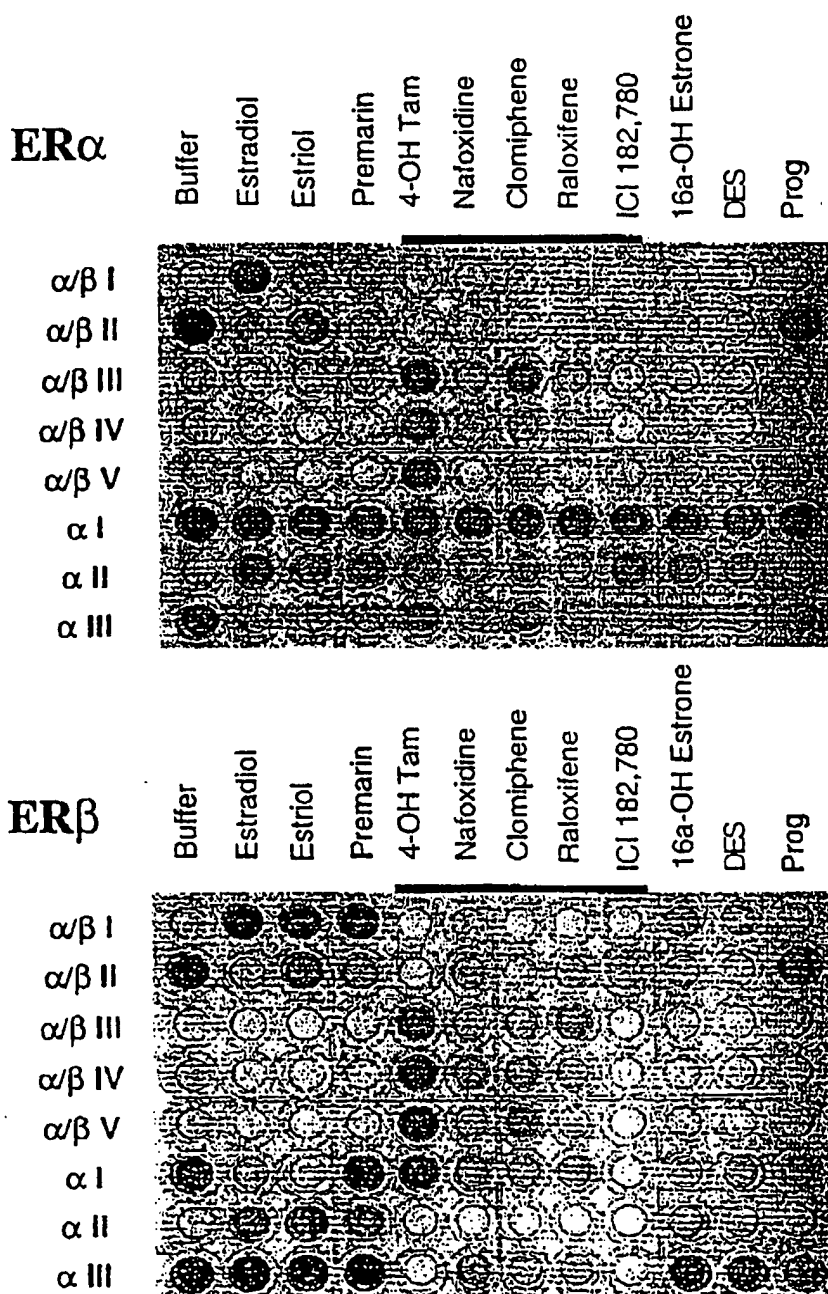 ERα
Buffer
Estradiol
Estriol
Premarin
4-OH Tam
Nafoxidine
Clomiphene
Raloxifene
ICI 182,780
16a-OH Estrone
DES
Prog
α/β I
α/β II
α/β III
α/β IV
α/β V
α I
α II
α III
ERβ
Buffer
Estradiol
Estriol
Premarin
4-OH Tam
Nafoxidine
Clomiphene
Raloxifene
ICI 182,780
16a-OH Estrone
DES
Prog
α/β I
α/β II
α/β III
α/β IV
α/β V
α I
α II
α III